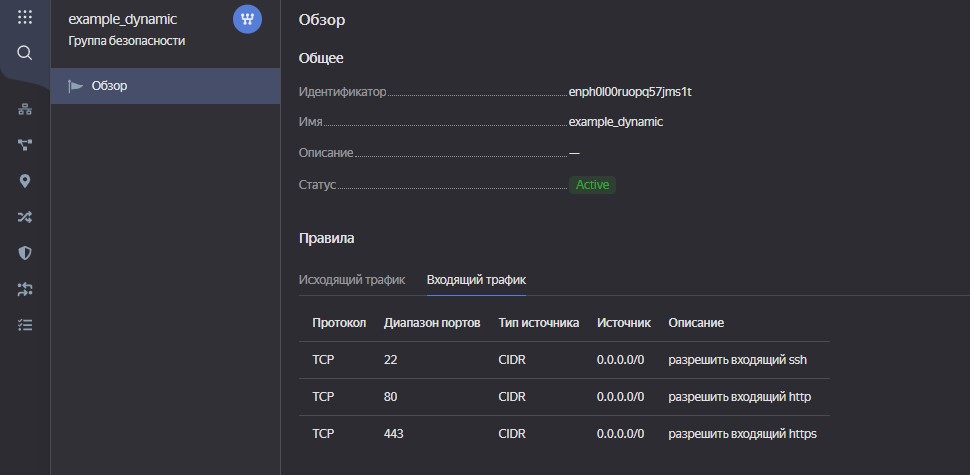 example_dynamic
Группа безопасности
Обзор
Обзор
Общее
Идентификатор enph0l00ruopq57jms1t
Имя example_dynamic
Описание —
Статус Active
Правила
Исходящий трафик Входящий трафик
Протокол Диапазон портов Тип источника Источник Описание
TCP 22 CIDR 0.0.0.0/0 разрешить входящий ssh
TCP 80 CIDR 0.0.0.0/0 разрешить входящий http
TCP 443 CIDR 0.0.0.0/0 разрешить входящий https